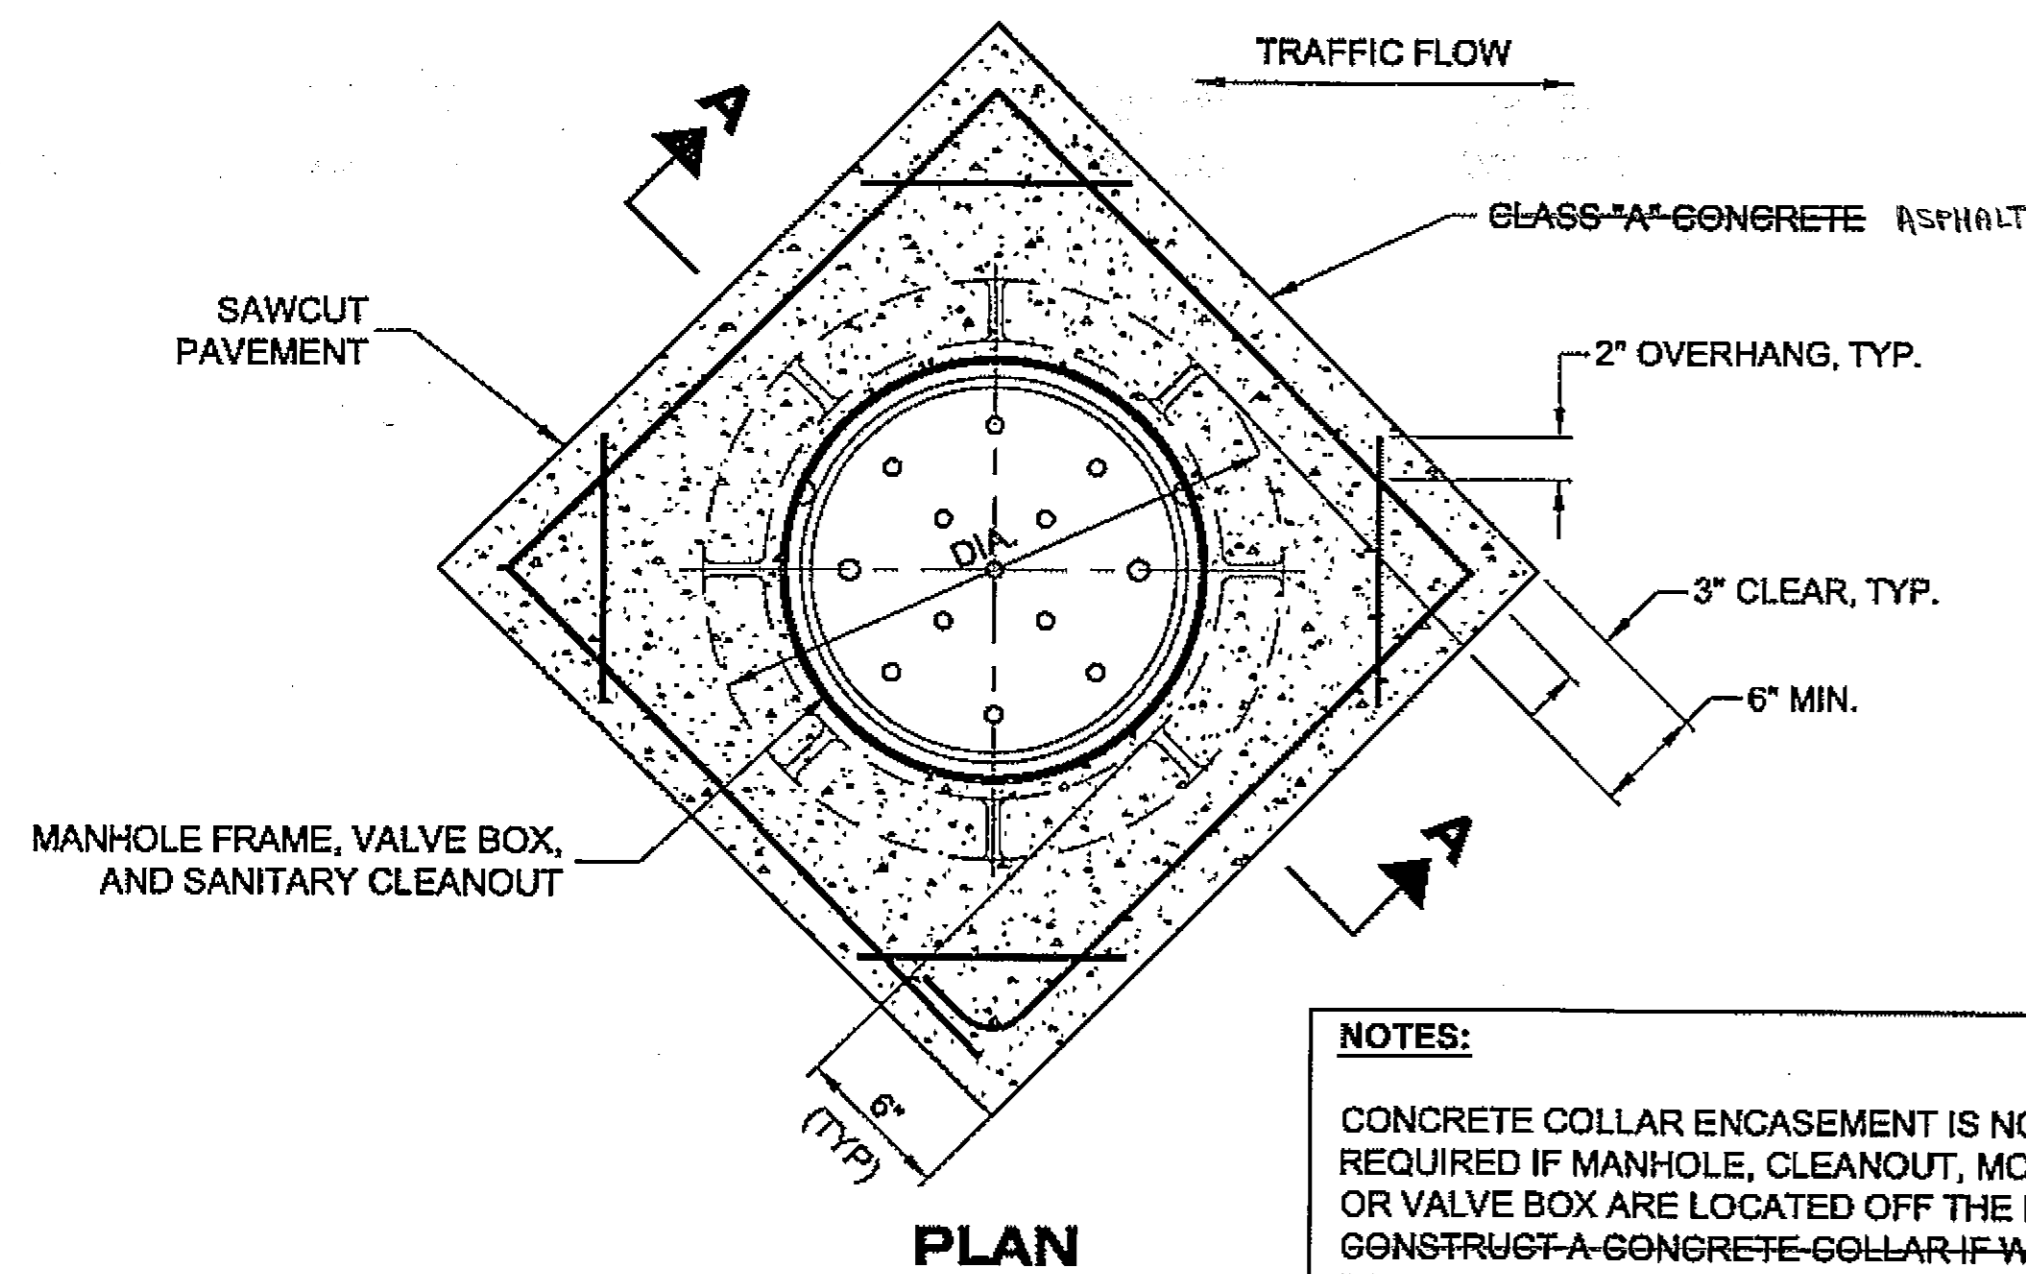 TRAFFIC FLOW
A
CLASS "A" CONCRETE ASPHALT
SAWCUT
PAVEMENT
2" OVERHANG, TYP.
DIA.
3" CLEAR, TYP.
6" MIN.
MANHOLE FRAME, VALVE BOX,
AND SANITARY CLEANOUT
A
6"
(TYP)
PLAN
NOTES:
CONCRETE COLLAR ENCASEMENT IS
REQUIRED IF MANHOLE, CLEANOUT,
OR VALVE BOX ARE LOCATED OFF THE
CONSTRUCT A CONCRETE COLLAR IF